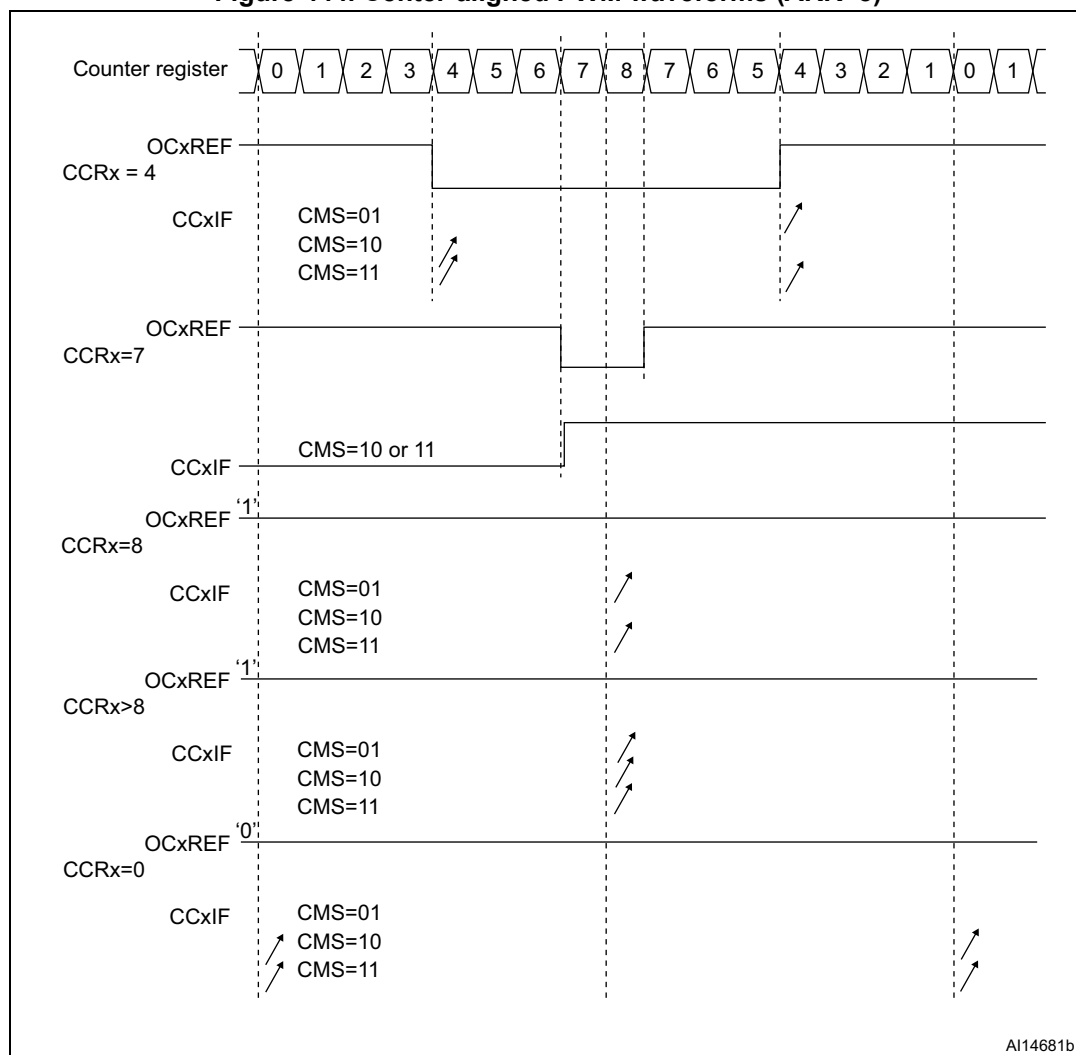 Counter register 0 1 2 3 4 5 6 7 8 7 6 5 4 3 2 1 0 1
OCxREF
CCRx = 4
CCxIF CMS=01
CMS=10
CMS=11
OCxREF
CCRx=7
CCxIF CMS=10 or 11
OCxREF '1'
CCRx=8
CCxIF CMS=01
CMS=10
CMS=11
OCxREF '1'
CCRx>8
CCxIF CMS=01
CMS=10
CMS=11
OCxREF '0'
CCRx=0
CCxIF CMS=01
CMS=10
CMS=11
AI14681b